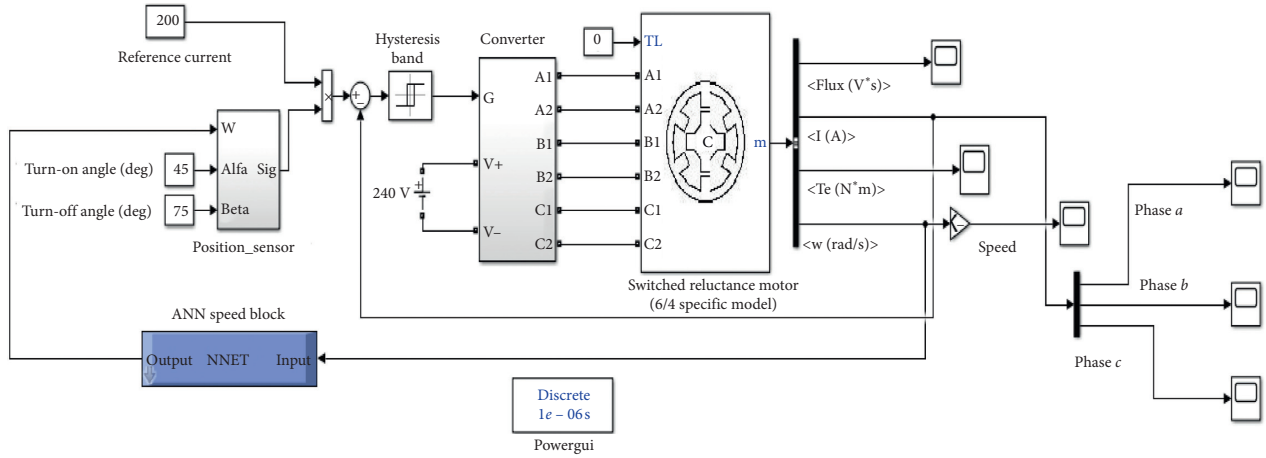 200
Reference current
Hysteresis
band
Converter
0
TL
A1
A2
B1
B2
C1
C2
G
V+
V–
240 V
A1
A2
B1
B2
C1
C2
C
m
Switched reluctance motor
(6/4 specific model)
×
+
–
W
Alfa
Sig
Beta
Position_sensor
Turn-on angle (deg)
45
Turn-off angle (deg)
75
<Flux (V*s)>
<I (A)>
<Te (N*m)>
<w (rad/s)>
Speed
Phase a
Phase b
Phase c
ANN speed block
Output NNET Input
Discrete
1e – 06 s
Powergui